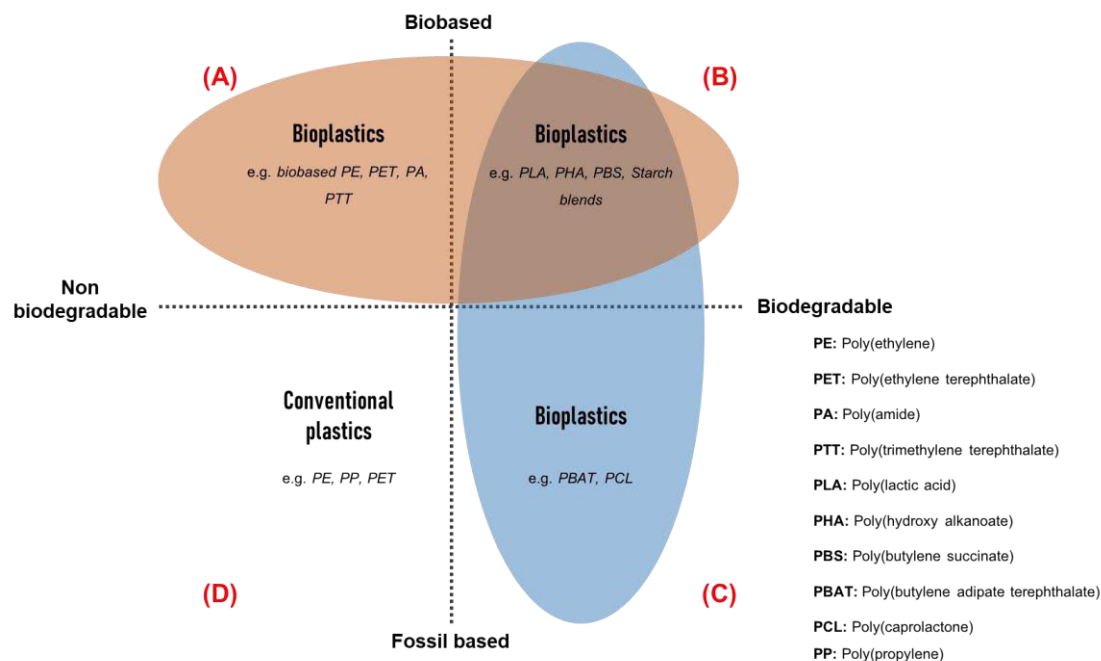 Biobased
(A)
(B)
Bioplastics
e.g. biobased PE, PET, PA,
PTT
Bioplastics
e.g. PLA, PHA, PBS, Starch
blends
Non
biodegradable
Biodegradable
Conventional
plastics
e.g. PE, PP, PET
Bioplastics
e.g. PBAT, PCL
(D)
(C)
Fossil based
PE: Poly(ethylene)
PET: Poly(ethylene terephthalate)
PA: Poly(amide)
PTT: Poly(trimethylene terephthalate)
PLA: Poly(lactic acid)
PHA: Poly(hydroxy alkanoate)
PBS: Poly(butylene succinate)
PBAT: Poly(butylene adipate terephthalate)
PCL: Poly(caprolactone)
PP: Poly(propylene)